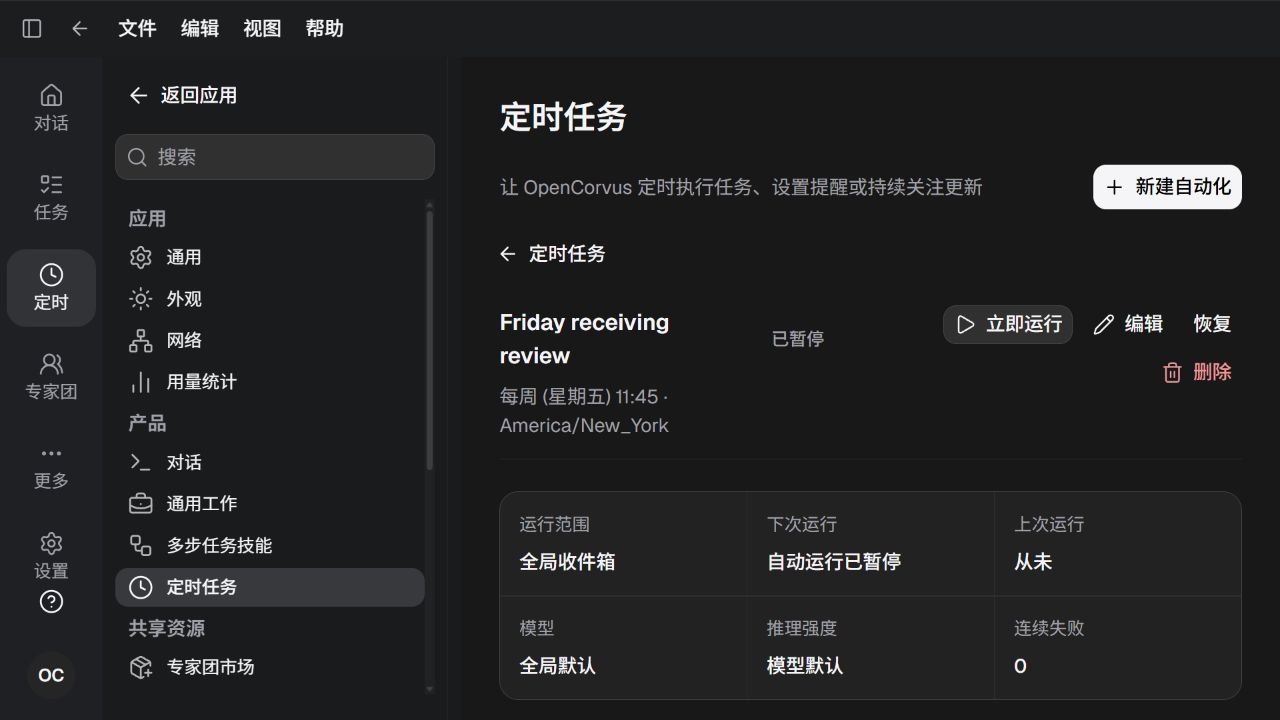 文件 编辑 视图 帮助
对话
任务
定时
专家团
更多
设置
OC
返回应用
搜索
应用
通用
外观
网络
用量统计
产品
对话
通用工作
多步任务技能
定时任务
共享资源
专家团市场
定时任务
让 OpenCorvus 定时执行任务、设置提醒或持续关注更新
新建自动化
定时任务
Friday receiving
review
每周 (星期五) 11:45 ·
America/New_York
已暂停
立即运行 编辑 恢复
删除
运行范围
全局收件箱
下次运行
自动运行已暂停
上次运行
从未
模型
全局默认
推理强度
模型默认
连续失败
0